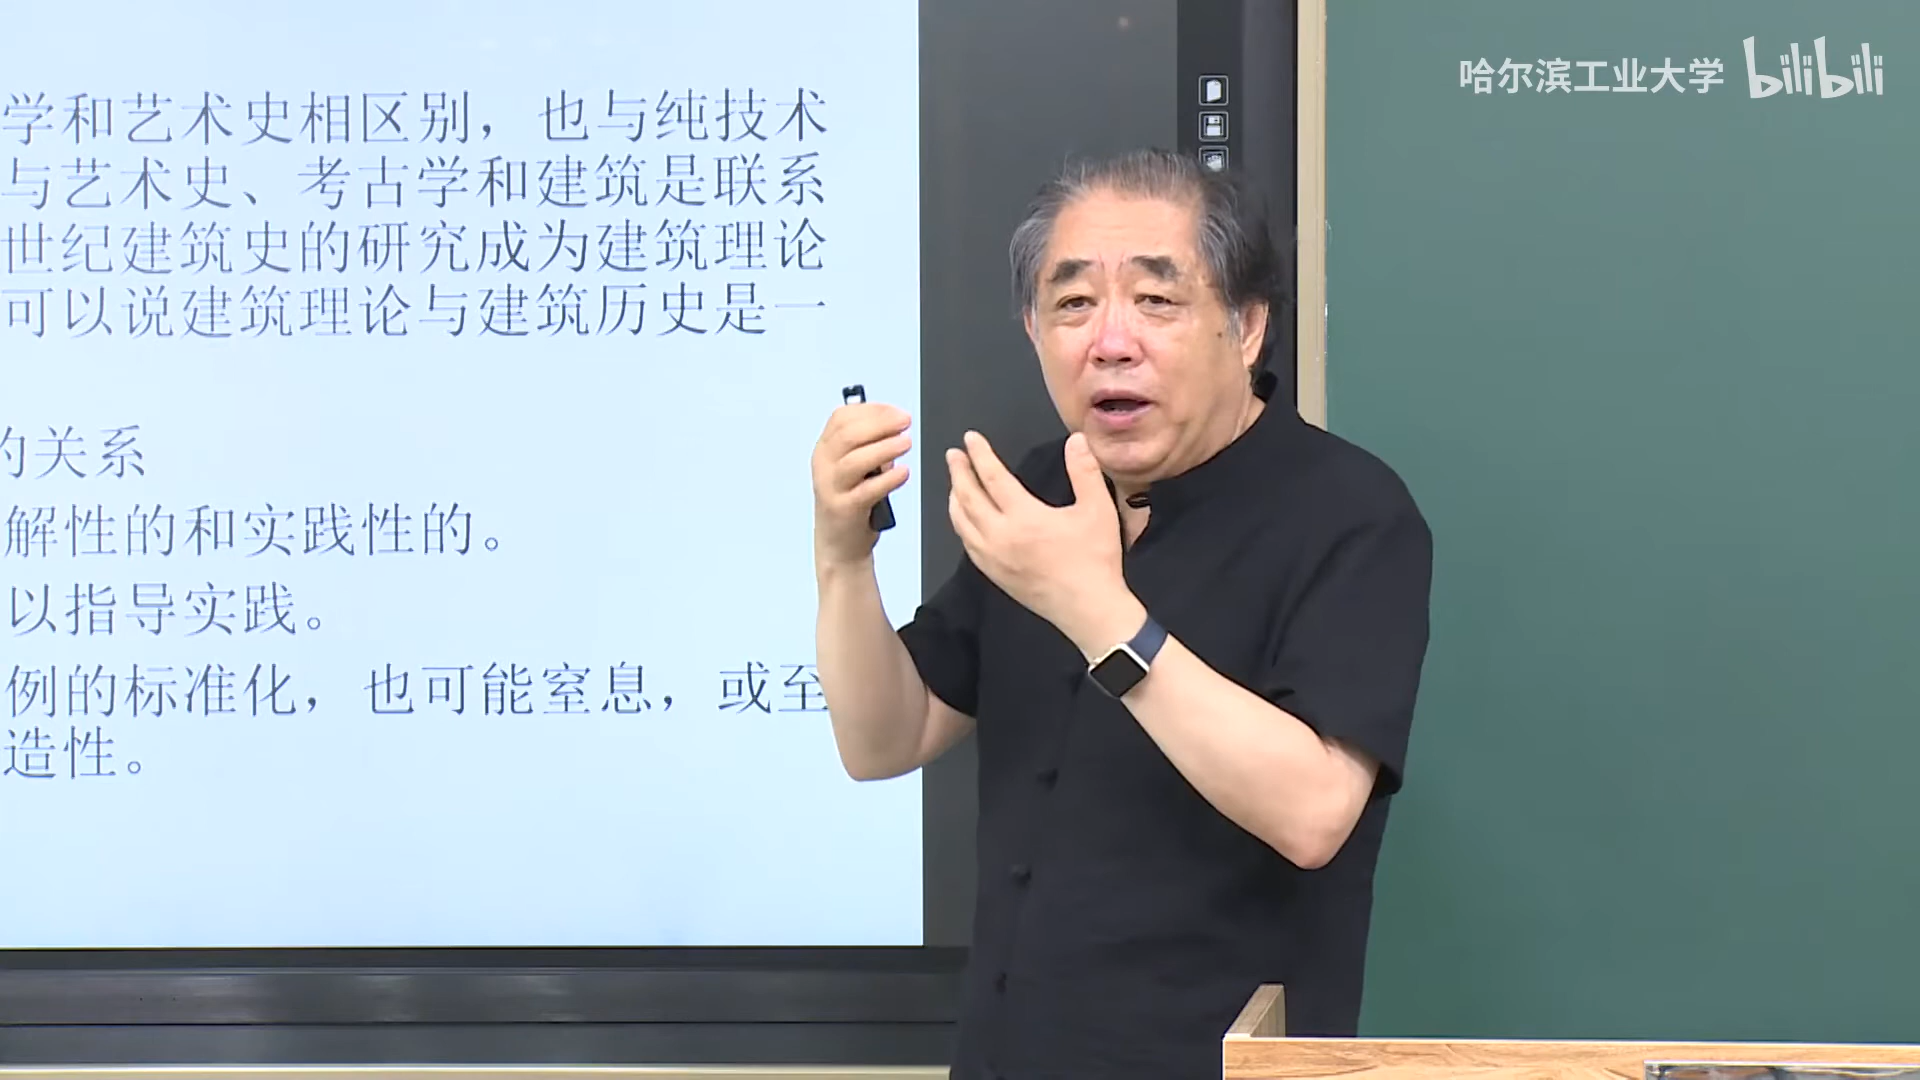 哈尔滨工业大学 bilibili
学和艺术史相区别，也与纯技术
与艺术史、考古学和建筑是联系
世纪建筑史的研究成为建筑理论
可以说建筑理论与建筑历史是一
的关系
解性的和实践性的。
以指导实践。
例的标准化，也可能窒息，或至
造性。